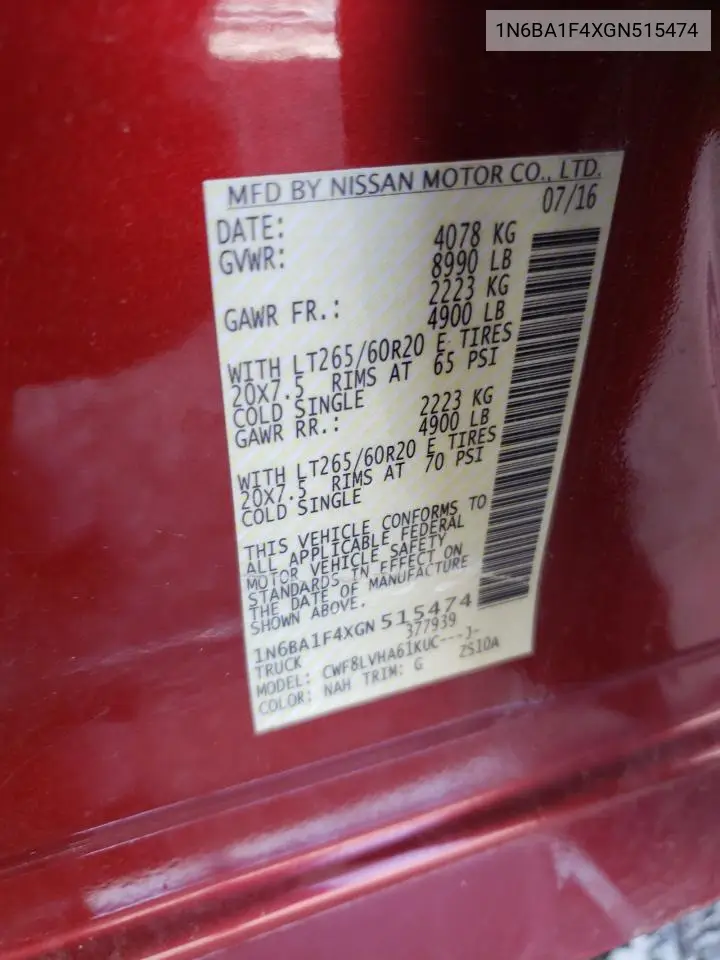 1N6BA1F4XGN515474
MFD BY NISSAN MOTOR CO., LTD.
DATE: 07/16
GVWR: 4078 KG
8990 LB
GAWR FR.: 2223 KG
4900 LB
WITH LT265/60R20 E TIRES
20X7.5 RIMS AT 65 PSI
COLD SINGLE
GAWR RR.: 2223 KG
4900 LB
WITH LT265/60R20 E TIRES
20X7.5 RIMS AT 70 PSI
COLD SINGLE
THIS VEHICLE CONFORMS TO
ALL APPLICABLE FEDERAL
MOTOR VEHICLE SAFETY
STANDARDS IN EFFECT ON
THE DATE OF MANUFACTURE
SHOWN ABOVE.
1N6BA1F4XGN515474
TRUCK 377939
MODEL: CWF8LVHA61KUC---J-
COLOR: NAH TRIM: G ZS10A